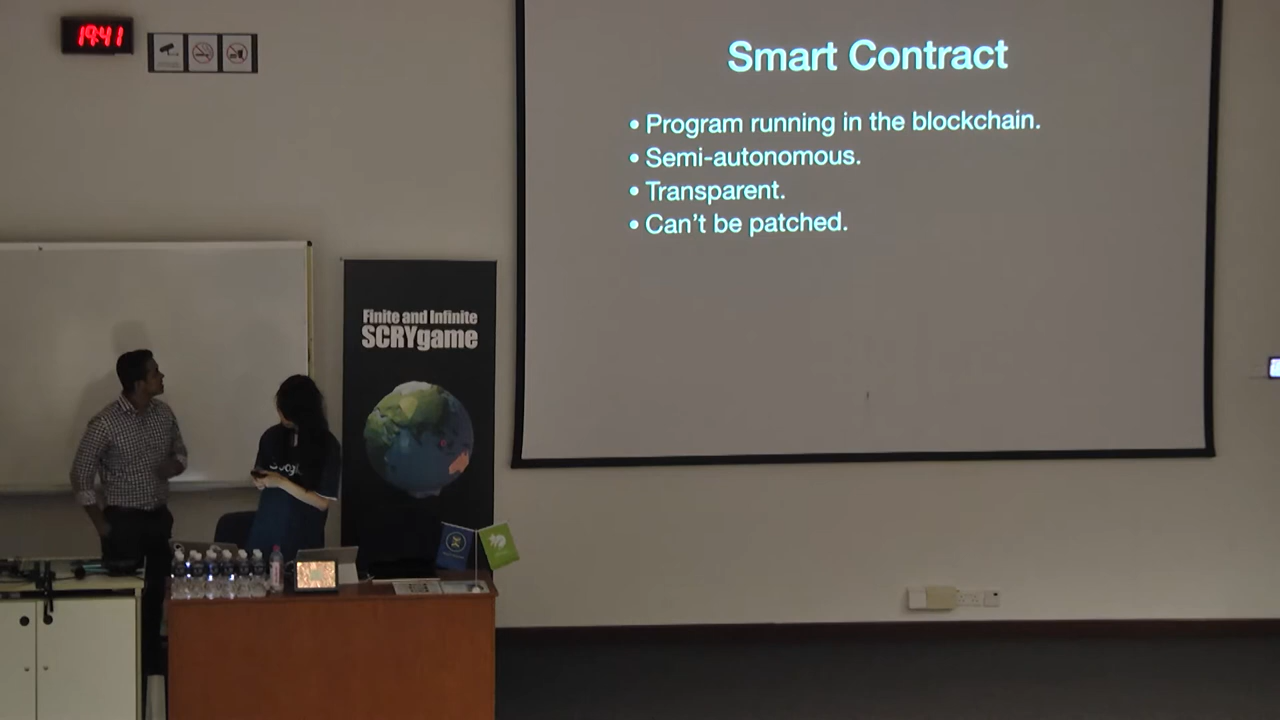 19:41
Smart Contract
• Program running in the blockchain.
• Semi-autonomous.
• Transparent.
• Can’t be patched.
Finite and Infinite
SCRYgame